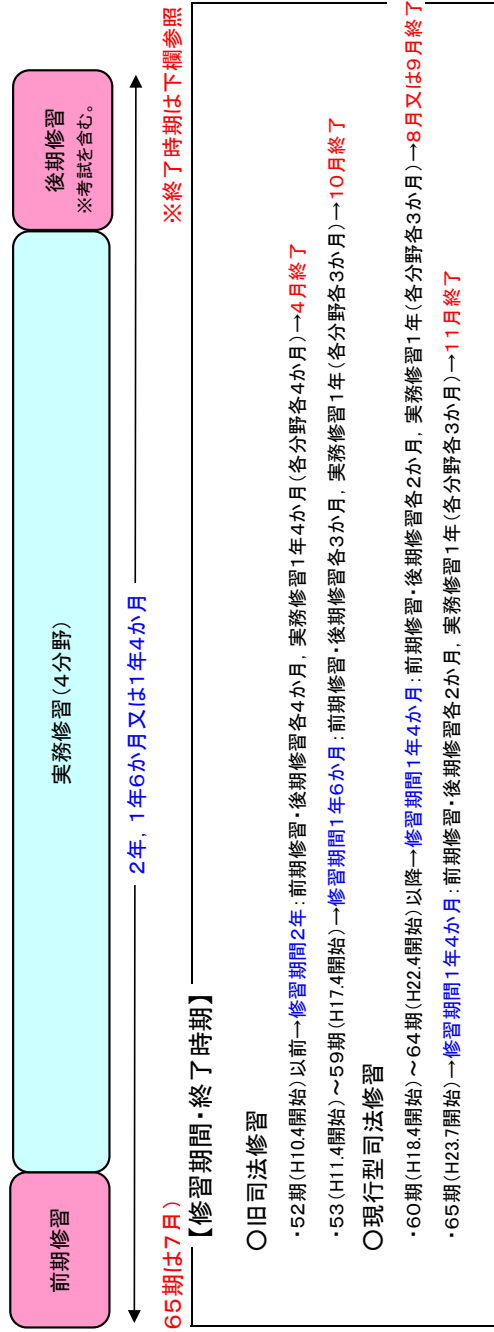 前期修習
実務修習(4分野)
後期修習
※考試を含む。
2年,1年6か月又は1年4か月
65期は7月)
※終了時期は下欄参照
【修習期間・終了時期】
○旧司法修習
・52期(H10.4開始)以前→修習期間2年:前期修習・後期修習各4か月,実務修習1年4か月(各分野各4か月)→4月終了
・53(H11.4開始)~59期(H17.4開始)→修習期間1年6か月:前期修習・後期修習各3か月,実務修習1年(各分野各3か月)→10月終了
○現行型司法修習
・60期(H18.4開始)~64期(H22.4開始)以降→修習期間1年4か月:前期修習・後期修習各2か月,実務修習1年(各分野各3か月)→8月又は9月終了
・65期(H23.7開始)→修習期間1年4か月:前期修習・後期修習各2か月,実務修習1年(各分野各3か月)→11月終了